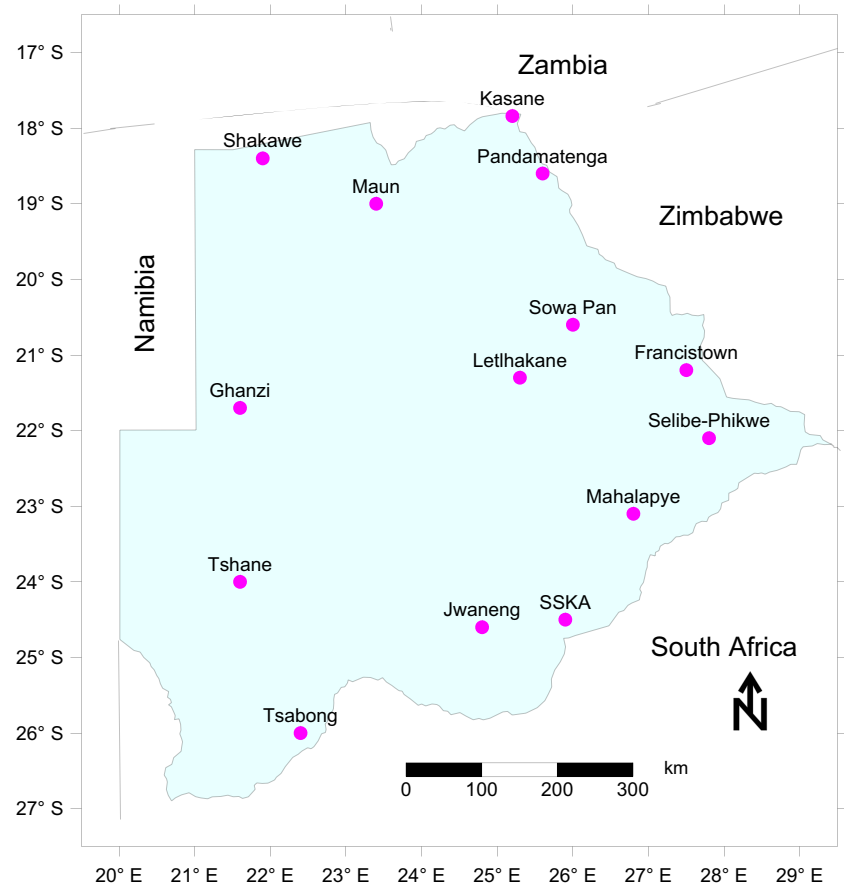 17° S
Zambia
Kasane
18° S
Shakawe
Pandamatenga
Maun
19° S
Zimbabwe
20° S
Namibia
Sowa Pan
21° S
Letlhakane
Francistown
Ghanzi
22° S
Selibe-Phikwe
23° S
Mahalapye
Tshane
24° S
Jwaneng
SSKA
South Africa
25° S
N
Tsabong
26° S
km
0 100 200 300
27° S
20° E 21° E 22° E 23° E 24° E 25° E 26° E 27° E 28° E 29° E